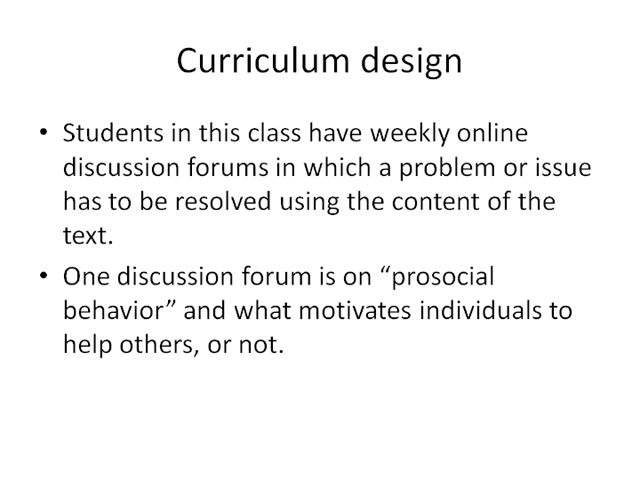 Curriculum design
• Students in this class have weekly online
discussion forums in which a problem or issue
has to be resolved using the content of the
text.
• One discussion forum is on “prosocial
behavior” and what motivates individuals to
help others, or not.